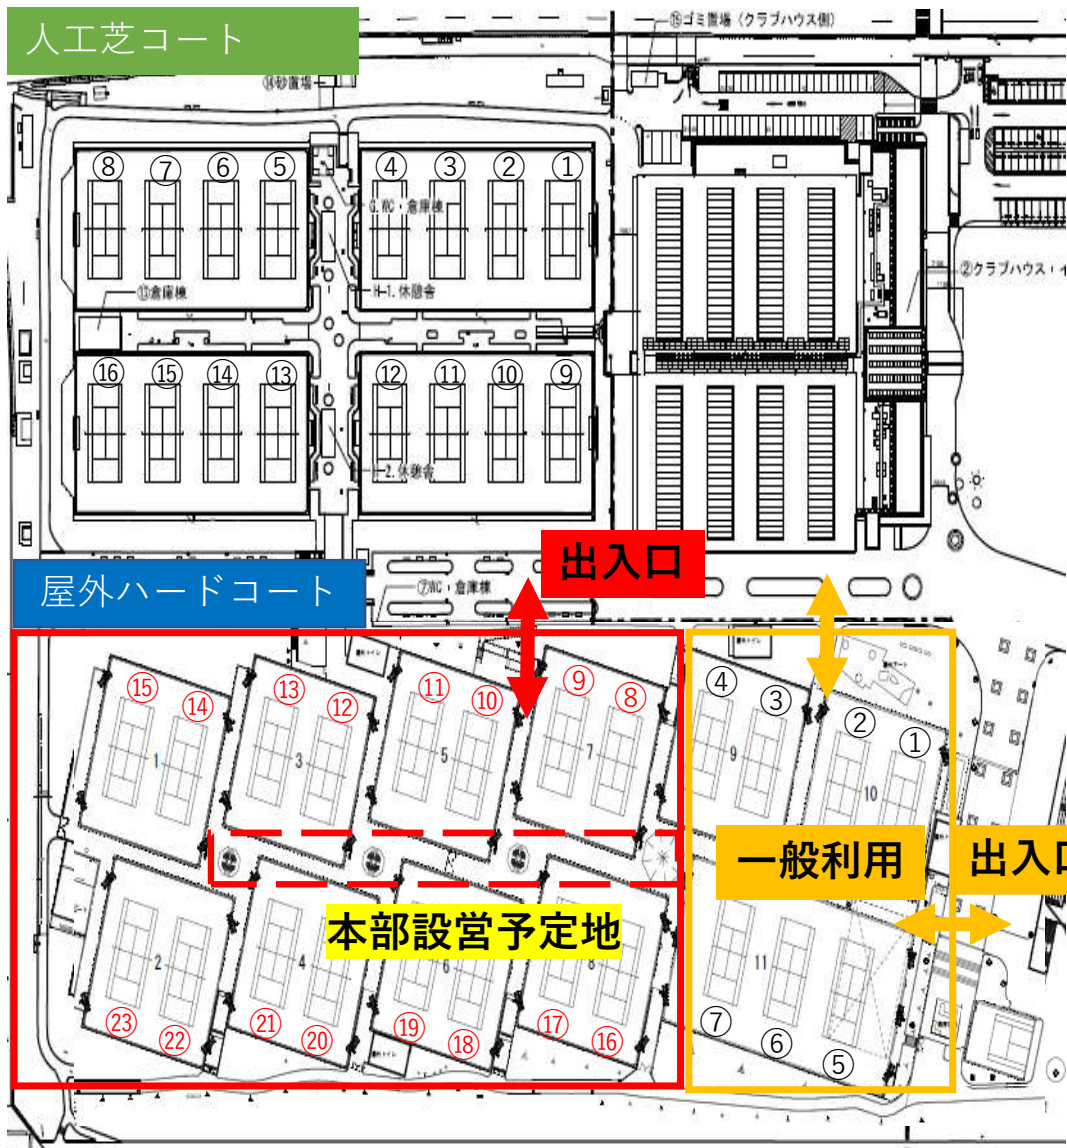 人工芝コート
⑮ゴミ置場（クラブハウス側）
⑭砂置場
⑧ ⑦ ⑥ ⑤ ④ ③ ② ①
G.WC・倉庫棟
②クラブハウス・イ
⑬倉庫棟
H-1.休憩舎
⑯ ⑮ ⑭ ⑬ ⑫ ⑪ ⑩ ⑨
H-2.休憩舎
出入口
屋外ハードコート
⑦WC・倉庫棟
⑮ ⑭ ⑬ ⑫ ⑪ ⑩ ⑨ ⑧ ④ ③ ② ①
1 3 5 7 9 10
一般利用
出入口
本部設営予定地
2 4 6 8 11
㉓ ㉒ ㉑ ⑳ ⑲ ⑱ ⑰ ⑯ ⑦ ⑥ ⑤